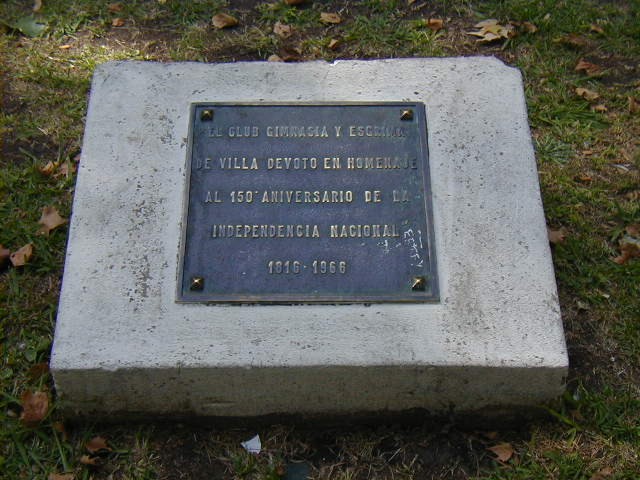 EL CLUB GIMNASIA Y ESGRIMA
DE VILLA DEVOTO EN HOMENAJE
AL 150° ANIVERSARIO DE LA
INDEPENDENCIA NACIONAL
1816-1966